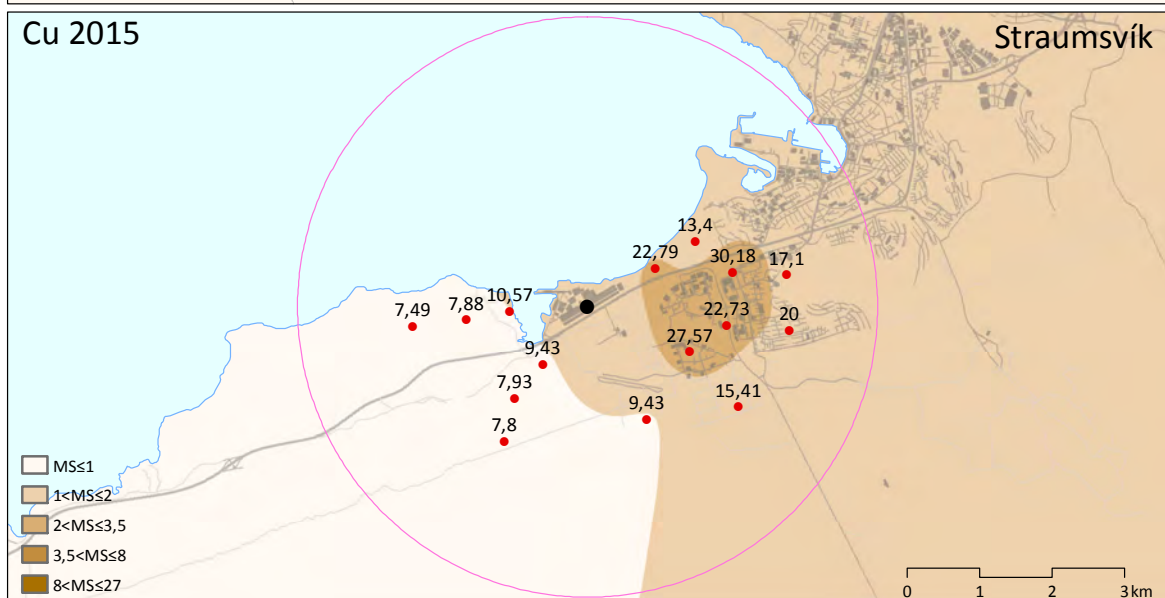 Cu 2015
Straumsvík
13,4
22,79
30,18
17,1
10,57
7,88
7,49
22,73
20
27,57
9,43
7,93
15,41
9,43
7,8
MS≤1
1<MS≤2
2<MS≤3,5
3,5<MS≤8
8<MS≤27
0 1 2 3 km